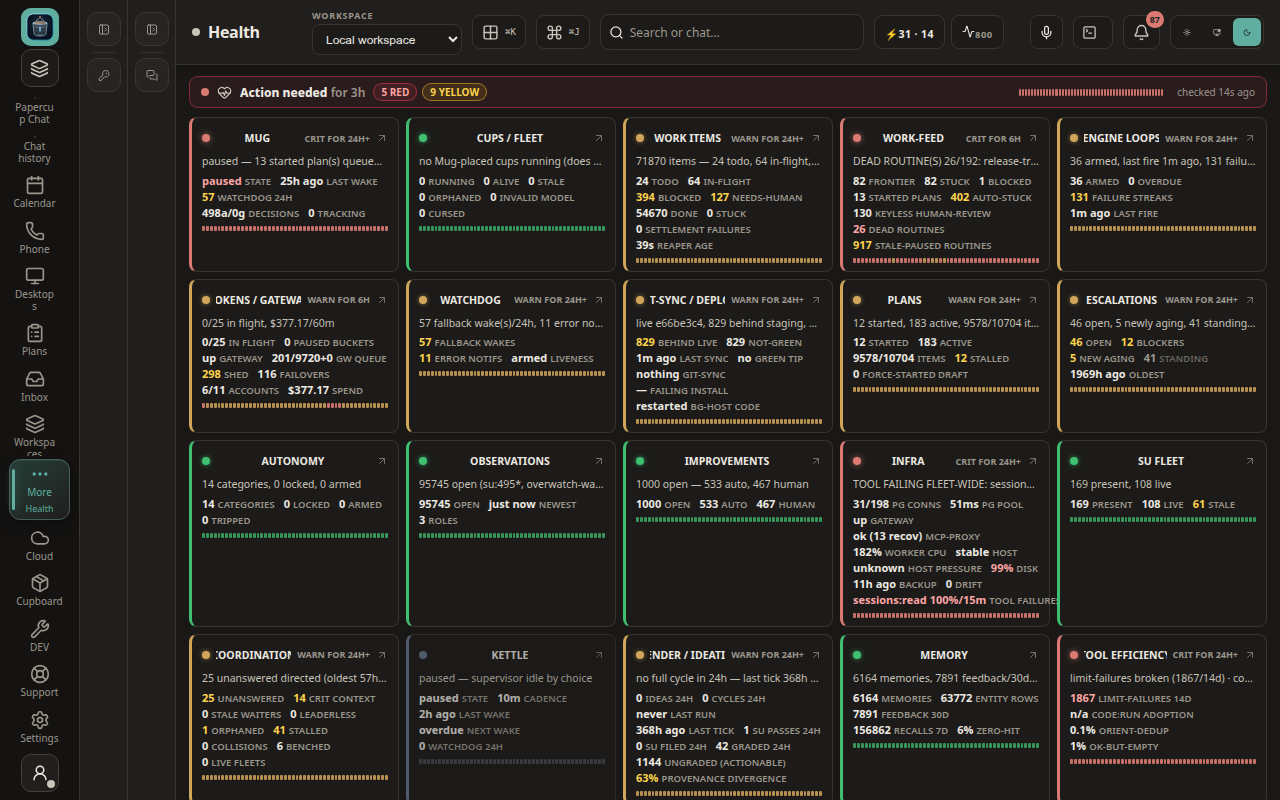 Papercu
p Chat
Chat
history
Calendar
Phone
Desktop
s
Plans
Inbox
Workspa
ces
More
Health
Cloud
Cupboard
DEV
Support
Settings
Health
WORKSPACE
Local workspace
⌘K
⌘J
Search or chat...
⚡31 · 14
800
87
Action needed for 3h 5 RED 9 YELLOW
checked 14s ago
MUG CRIT FOR 24H+
paused — 13 started plan(s) queue...
paused STATE 25h ago LAST WAKE
57 WATCHDOG 24H
498a/0g DECISIONS 0 TRACKING
CUPS / FLEET
no Mug-placed cups running (does ...
0 RUNNING 0 ALIVE 0 STALE
0 ORPHANED 0 INVALID MODEL
0 CURSED
WORK ITEMS WARN FOR 24H+
71870 items — 24 todo, 64 in-flight,...
24 TODO 64 IN-FLIGHT
394 BLOCKED 127 NEEDS-HUMAN
54670 DONE 0 STUCK
0 SETTLEMENT FAILURES
39s REAPER AGE
WORK-FEED CRIT FOR 6H
DEAD ROUTINE(S) 26/192: release-tr...
82 FRONTIER 82 STUCK 1 BLOCKED
13 STARTED PLANS 402 AUTO-STUCK
130 KEYLESS HUMAN-REVIEW
26 DEAD ROUTINES
917 STALE-PAUSED ROUTINES
ENGINE LOOPS WARN FOR 24H+
36 armed, last fire 1m ago, 131 failu...
36 ARMED 0 OVERDUE
131 FAILURE STREAKS
1m ago LAST FIRE
OKENS / GATEWA WARN FOR 6H
0/25 in flight, $377.17/60m
0/25 IN FLIGHT 0 PAUSED BUCKETS
up GATEWAY 201/9720+0 GW QUEUE
298 SHED 116 FAILOVERS
6/11 ACCOUNTS $377.17 SPEND
WATCHDOG WARN FOR 24H+
57 fallback wake(s)/24h, 11 error no...
57 FALLBACK WAKES
11 ERROR NOTIFS armed LIVENESS
T-SYNC / DEPL WARN FOR 24H+
live e66be3c4, 829 behind staging, ...
829 BEHIND LIVE 829 NOT-GREEN
1m ago LAST SYNC no GREEN TIP
nothing GIT-SYNC
— FAILING INSTALL
restarted BG-HOST CODE
PLANS WARN FOR 24H+
12 started, 183 active, 9578/10704 it...
12 STARTED 183 ACTIVE
9578/10704 ITEMS 12 STALLED
0 FORCE-STARTED DRAFT
ESCALATIONS WARN FOR 24H+
46 open, 5 newly aging, 41 standing...
46 OPEN 12 BLOCKERS
5 NEW AGING 41 STANDING
1969h ago OLDEST
AUTONOMY
14 categories, 0 locked, 0 armed
14 CATEGORIES 0 LOCKED 0 ARMED
0 TRIPPED
OBSERVATIONS
95745 open (su:495*, overwatch-wa...
95745 OPEN just now NEWEST
3 ROLES
IMPROVEMENTS
1000 open — 533 auto, 467 human
1000 OPEN 533 AUTO 467 HUMAN
INFRA CRIT FOR 24H+
TOOL FAILING FLEET-WIDE: session...
31/198 PG CONNS 51ms PG POOL
up GATEWAY
ok (13 recov) MCP-PROXY
182% WORKER CPU stable HOST
unknown HOST PRESSURE 99% DISK
11h ago BACKUP 0 DRIFT
sessions:read 100%/15m TOOL FAILURES
SU FLEET
169 present, 108 live
169 PRESENT 108 LIVE 61 STALE
COORDINATION WARN FOR 24H+
25 unanswered directed (oldest 57h...
25 UNANSWERED 14 CRIT CONTEXT
0 STALE WAITERS 0 LEADERLESS
1 ORPHANED 41 STALLED
0 COLLISIONS 6 BENCHED
0 LIVE FLEETS
KETTLE
paused — supervisor idle by choice
paused STATE 10m CADENCE
2h ago LAST WAKE
overdue NEXT WAKE
0 WATCHDOG 24H
ENDER / IDEATI WARN FOR 24H+
no full cycle in 24h — last tick 368h ...
0 IDEAS 24H 0 CYCLES 24H
never LAST RUN
368h ago LAST TICK 1 SU PASSES 24H
0 SU FILED 24H 42 GRADED 24H
1144 UNGRADED (ACTIONABLE)
63% PROVENANCE DIVERGENCE
MEMORY
6164 memories, 7891 feedback/30d...
6164 MEMORIES 63772 ENTITY ROWS
7891 FEEDBACK 30D
156862 RECALLS 7D 6% ZERO-HIT
TOOL EFFICIENCY CRIT FOR 24H+
limit-failures broken (1867/14d) · co...
1867 LIMIT-FAILURES 14D
n/a CODE:RUN ADOPTION
0.1% ORIENT-DEDUP
1% OK-BUT-EMPTY